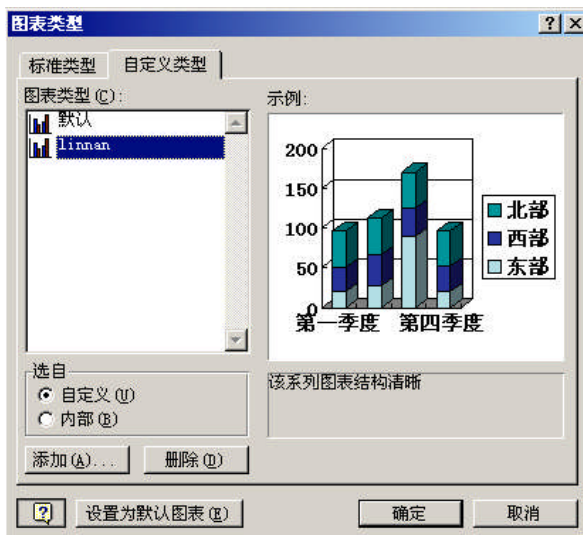 图表类型
标准类型 自定义类型
图表类型(C):
默认
linnan
示例:
200
150
100
50
0
第一季度 第四季度
北部
西部
东部
选自
自定义(U)
内部(B)
该系列图表结构清晰
添加(A)... 删除(D)
设置为默认图表(E) 确定 取消